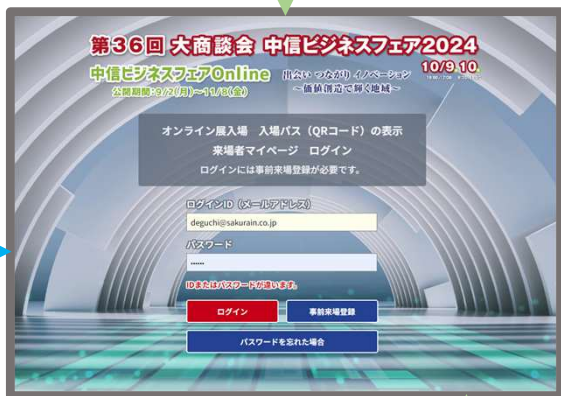 第36回 大商談会 中信ビジネスフェア2024
中信ビジネスフェアOnline 出会い つながり イノベーション 10/9 10
公開期間:9/2(月)～11/8(金) ～価値創造で輝く地域～
オンライン展入場 入場パス（QRコード）の表示
来場者マイページ ログイン
ログインには事前来場登録が必要です。
ログインID（メールアドレス）
deguchi@sakurain.co.jp
パスワード
......
IDまたはパスワードが違います。
ログイン 事前来場登録
パスワードを忘れた場合